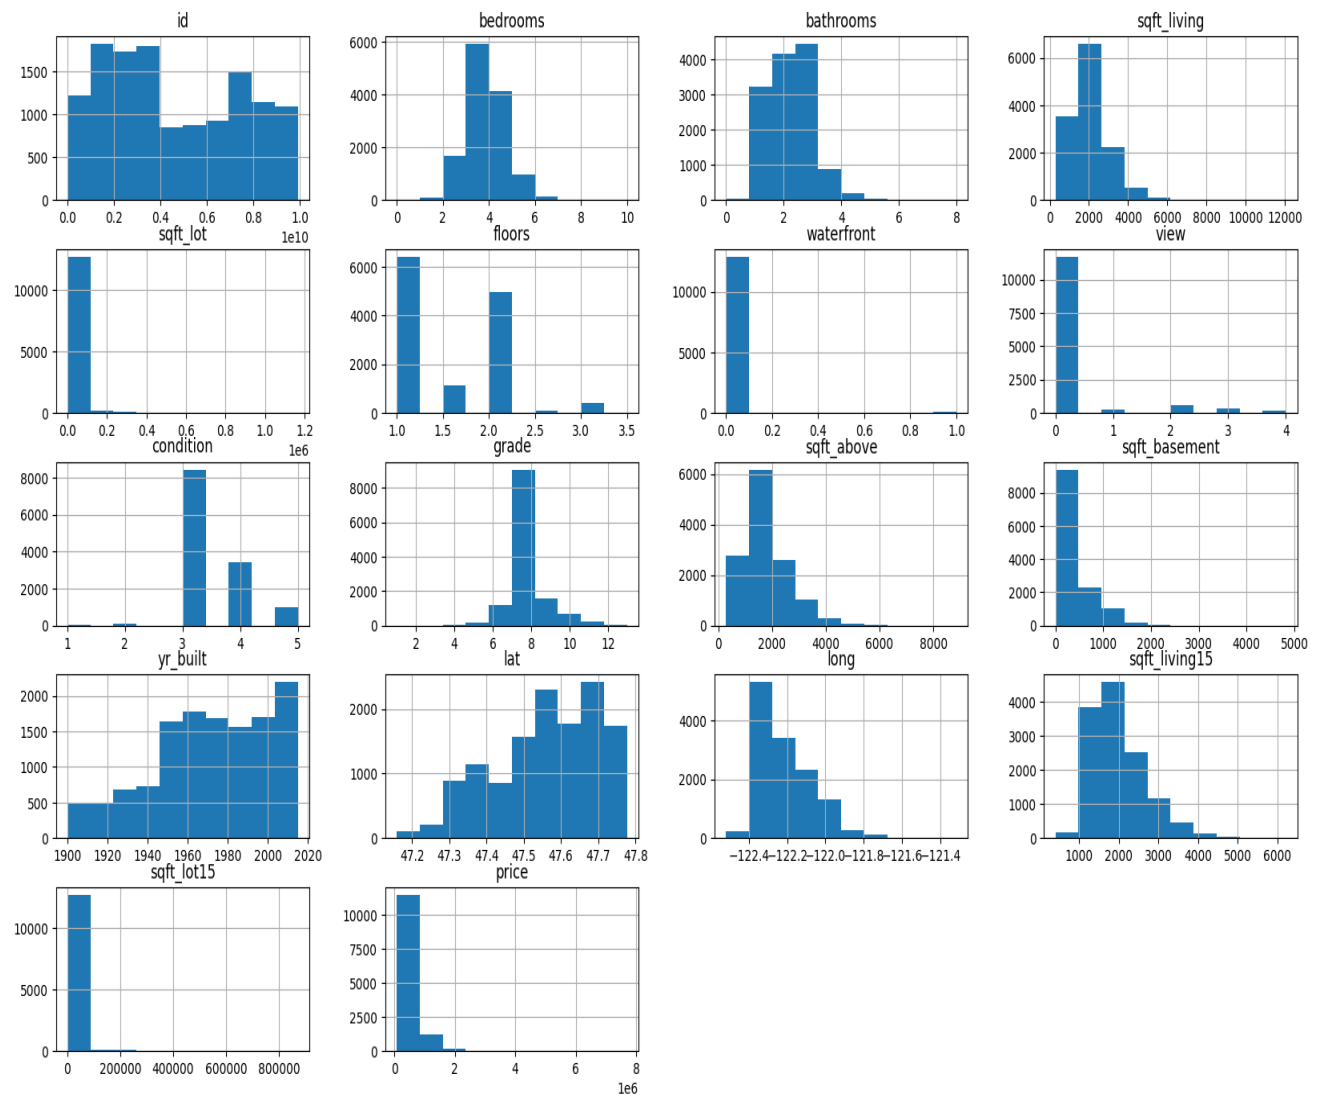 id bedrooms bathrooms sqft_living
1500 1000 500 0
6000 4000 2000 0
4000 3000 2000 1000 0
6000 4000 2000 0
0.0 0.2 0.4 0.6 0.8 1.0
1e10
0 2 4 6 8 10
0 2 4 6 8
0 2000 4000 6000 8000 10000 12000
sqft_lot floors waterfront view
10000 5000 0
6000 4000 2000 0
10000 5000 0
10000 7500 5000 2500 0
0.0 0.2 0.4 0.6 0.8 1.0 1.2
1e6
1.0 1.5 2.0 2.5 3.0 3.5
0.0 0.2 0.4 0.6 0.8 1.0
0 1 2 3 4
condition grade sqft_above sqft_basement
8000 6000 4000 2000 0
8000 6000 4000 2000 0
6000 4000 2000 0
8000 6000 4000 2000 0
1 2 3 4 5
2 4 6 8 10 12
0 2000 4000 6000 8000
0 1000 2000 3000 4000 5000
yr_built lat long sqft_living15
2000 1500 1000 500 0
2000 1000 0
4000 2000 0
4000 3000 2000 1000 0
1900 1920 1940 1960 1980 2000 2020
47.2 47.3 47.4 47.5 47.6 47.7 47.8
−122.4 −122.2 −122.0 −121.8 −121.6 −121.4
1000 2000 3000 4000 5000 6000
sqft_lot15 price
10000 5000 0
10000 7500 5000 2500 0
0 200000 400000 600000 800000
0 2 4 6 8
1e6